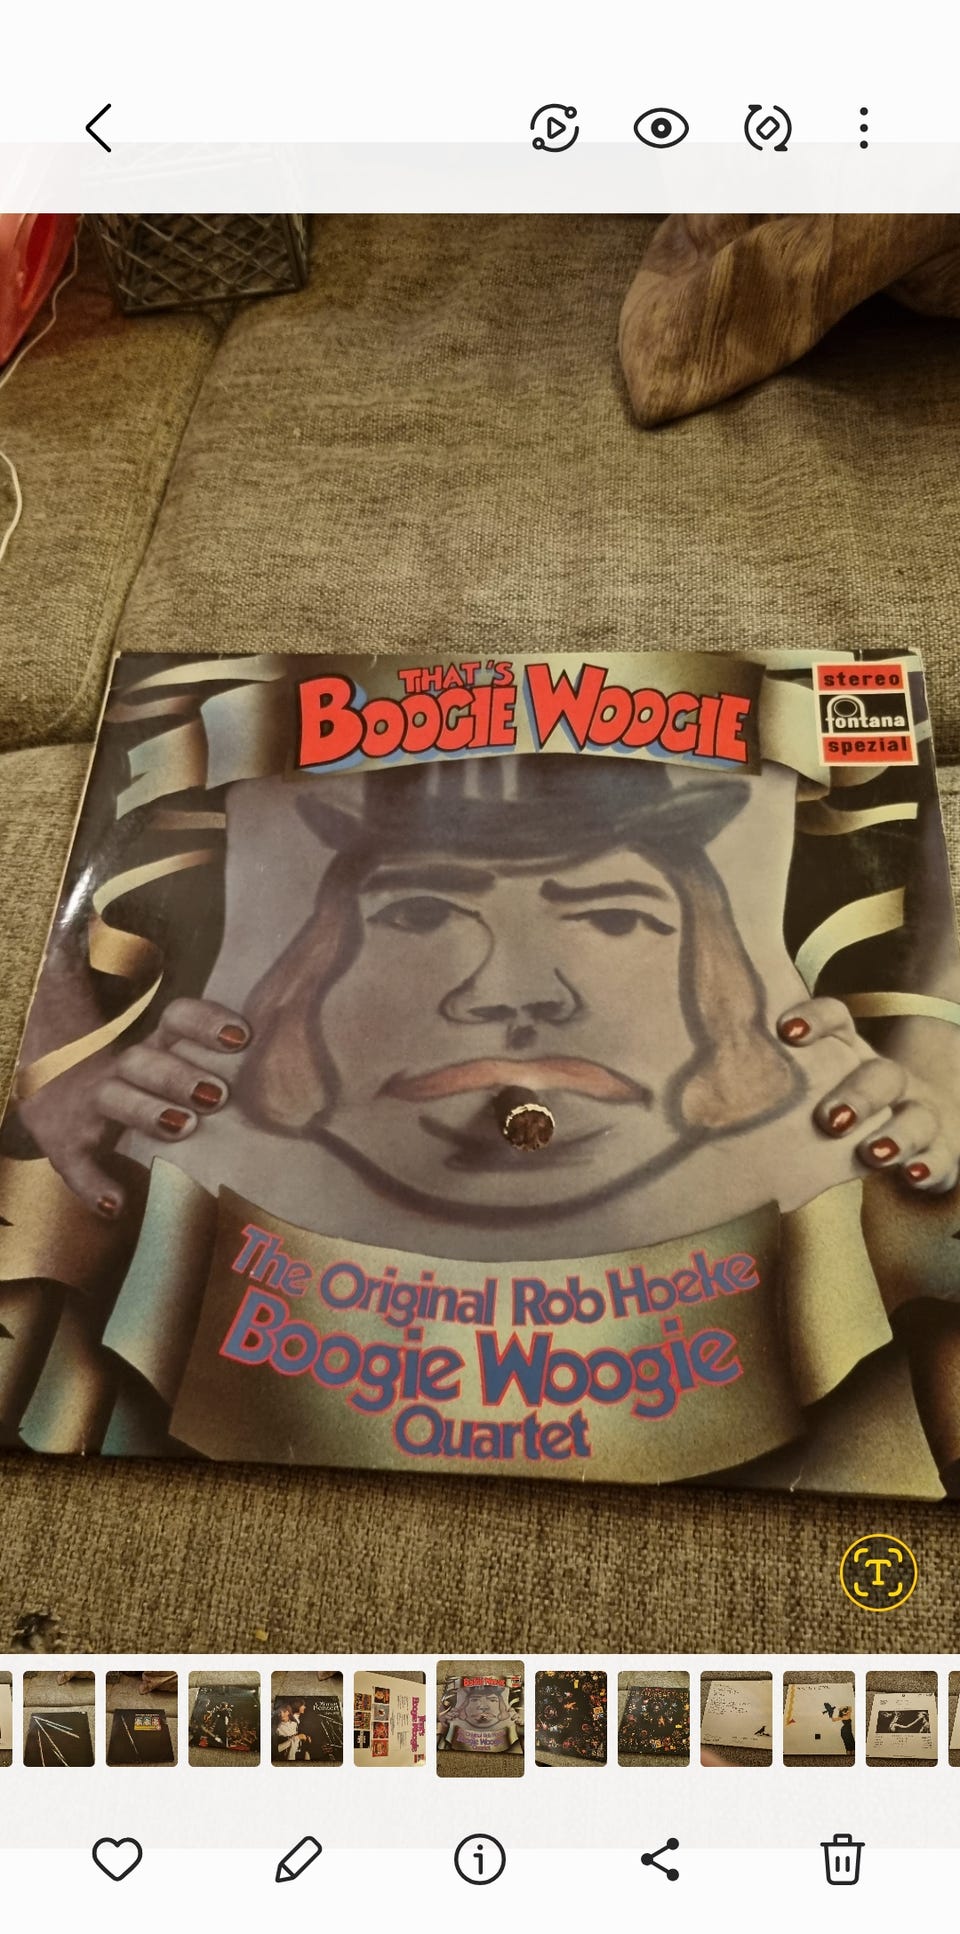 THAT'S
BOOGIE WOOGIE
stereo
fontana
spezial
The Original Rob Hoeke
Boogie Woogie
Quartet
T